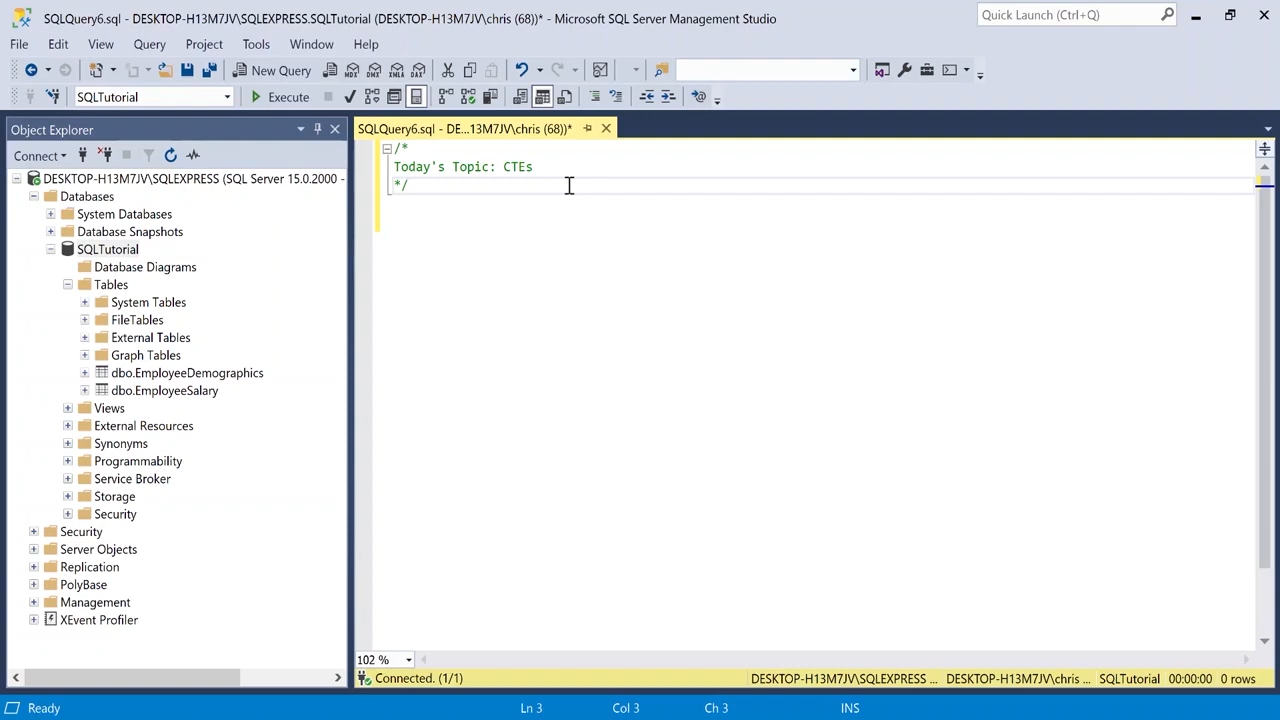 SQLQuery6.sql - DESKTOP-H13M7JV\SQLEXPRESS.SQLTutorial (DESKTOP-H13M7JV\chris (68))* - Microsoft SQL Server Management Studio
Quick Launch (Ctrl+Q)
File Edit View Query Project Tools Window Help
New Query
MDX DMX XMLA DAX
SQLTutorial
Execute
Object Explorer
SQLQuery6.sql - DE...13M7JV\chris (68))*
Connect
DESKTOP-H13M7JV\SQLEXPRESS (SQL Server 15.0.2000 -
Databases
System Databases
Database Snapshots
SQLTutorial
Database Diagrams
Tables
System Tables
FileTables
External Tables
Graph Tables
dbo.EmployeeDemographics
dbo.EmployeeSalary
Views
External Resources
Synonyms
Programmability
Service Broker
Storage
Security
Security
Server Objects
Replication
PolyBase
Management
XEvent Profiler
/*
Today's Topic: CTEs
*/
102 %
Connected. (1/1)
DESKTOP-H13M7JV\SQLEXPRESS ...
DESKTOP-H13M7JV\chris ...
SQLTutorial
00:00:00
0 rows
Ready
Ln 3
Col 3
Ch 3
INS